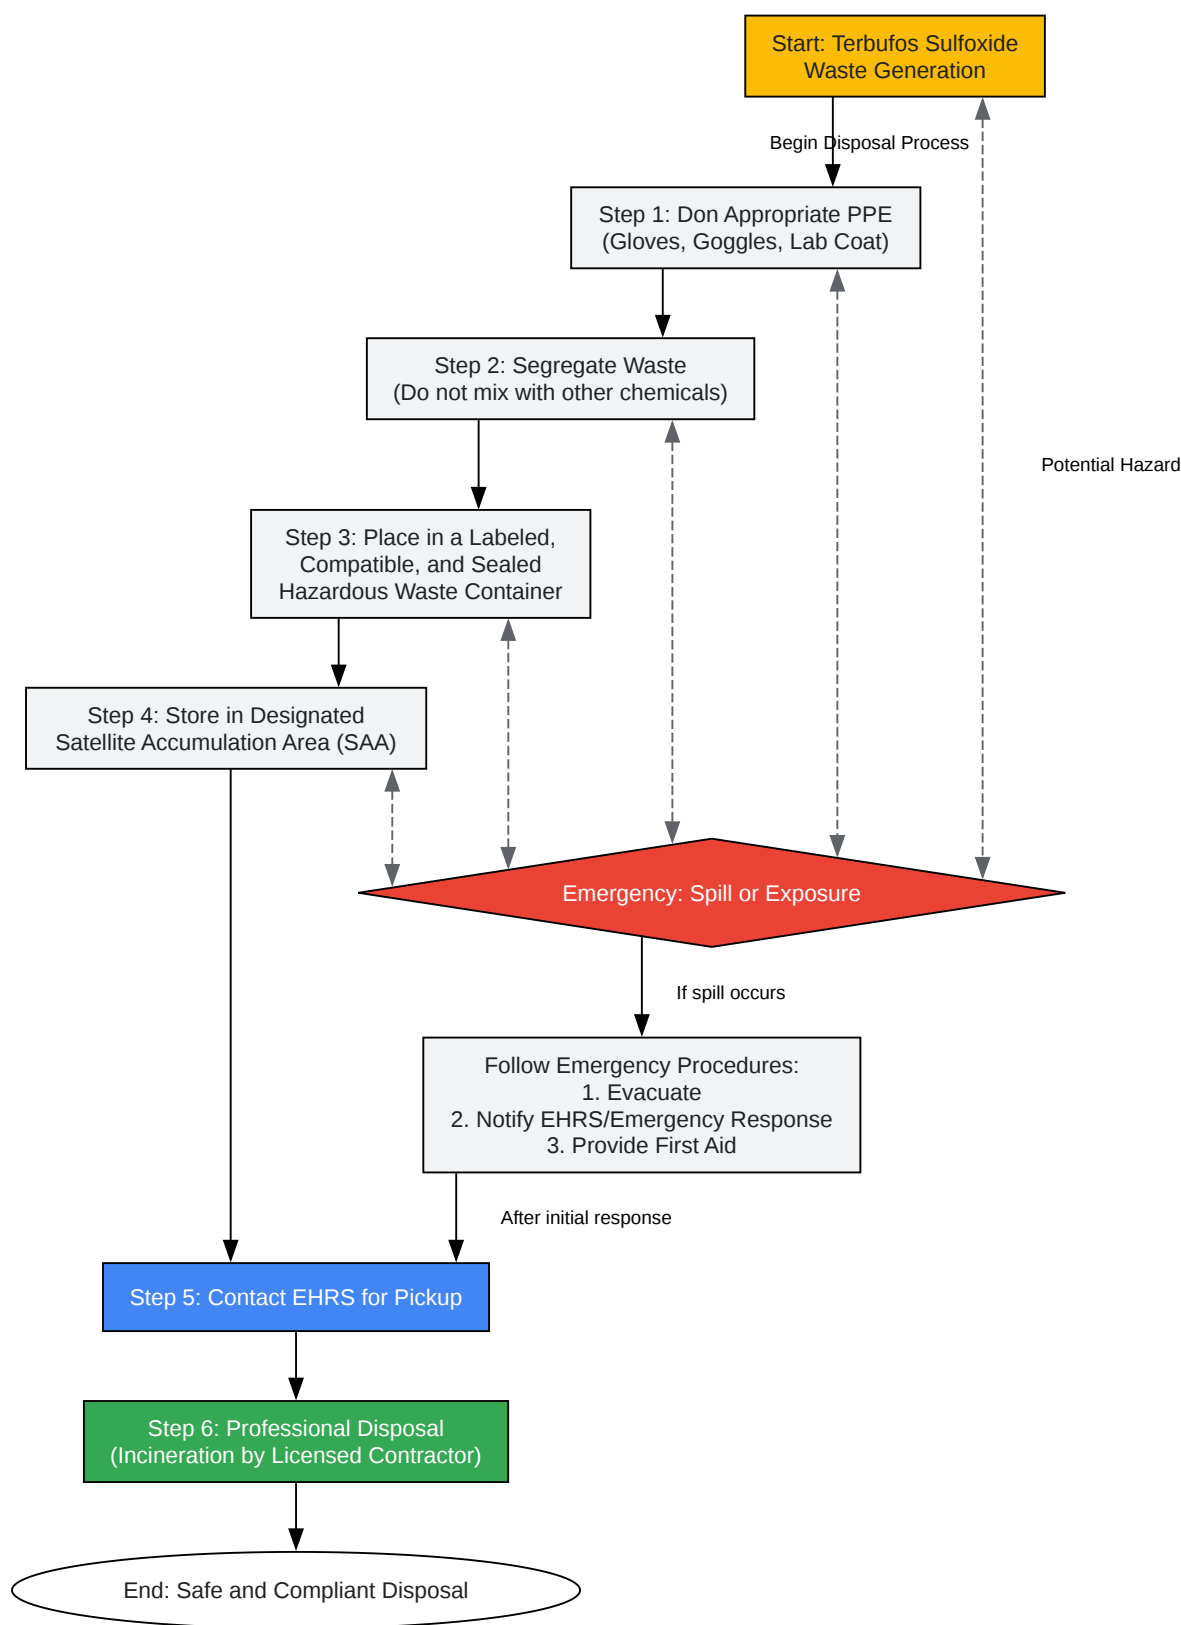 Start: Terbufos Sulfoxide
Waste Generation
Begin Disposal Process
Step 1: Don Appropriate PPE
(Gloves, Goggles, Lab Coat)
Step 2: Segregate Waste
(Do not mix with other chemicals)
Potential Hazard
Step 3: Place in a Labeled,
Compatible, and Sealed
Hazardous Waste Container
Step 4: Store in Designated
Satellite Accumulation Area (SAA)
Emergency: Spill or Exposure
If spill occurs
Follow Emergency Procedures:
1. Evacuate
2. Notify EHRS/Emergency Response
3. Provide First Aid
After initial response
Step 5: Contact EHRS for Pickup
Step 6: Professional Disposal
(Incineration by Licensed Contractor)
End: Safe and Compliant Disposal